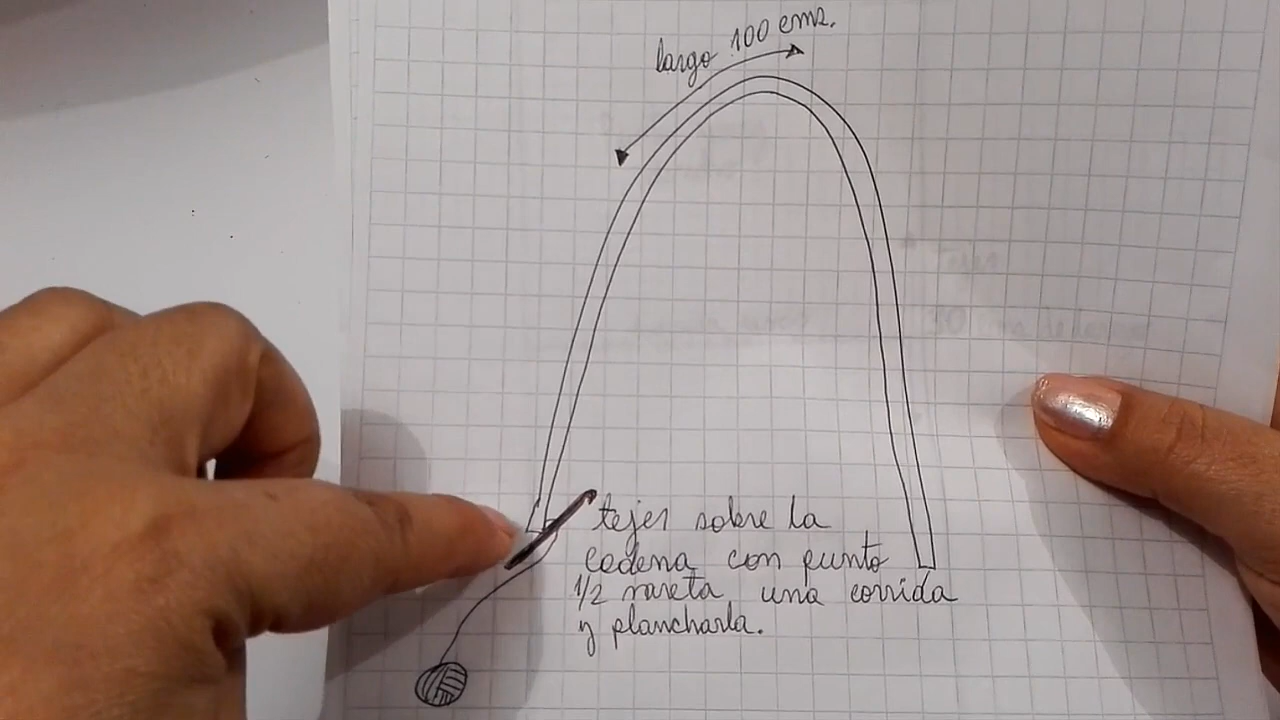 largo 100 cms.
tejer sobre la
cadena con punto
1/2 vareta una corrida
y plancharla.